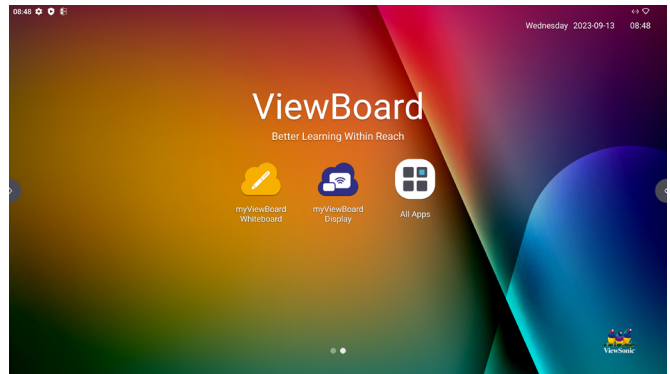 08:48
Wednesday 2023-09-13 08:48
ViewBoard
Better Learning Within Reach
myViewBoard
Whiteboard
myViewBoard
Display
All Apps
ViewSonic